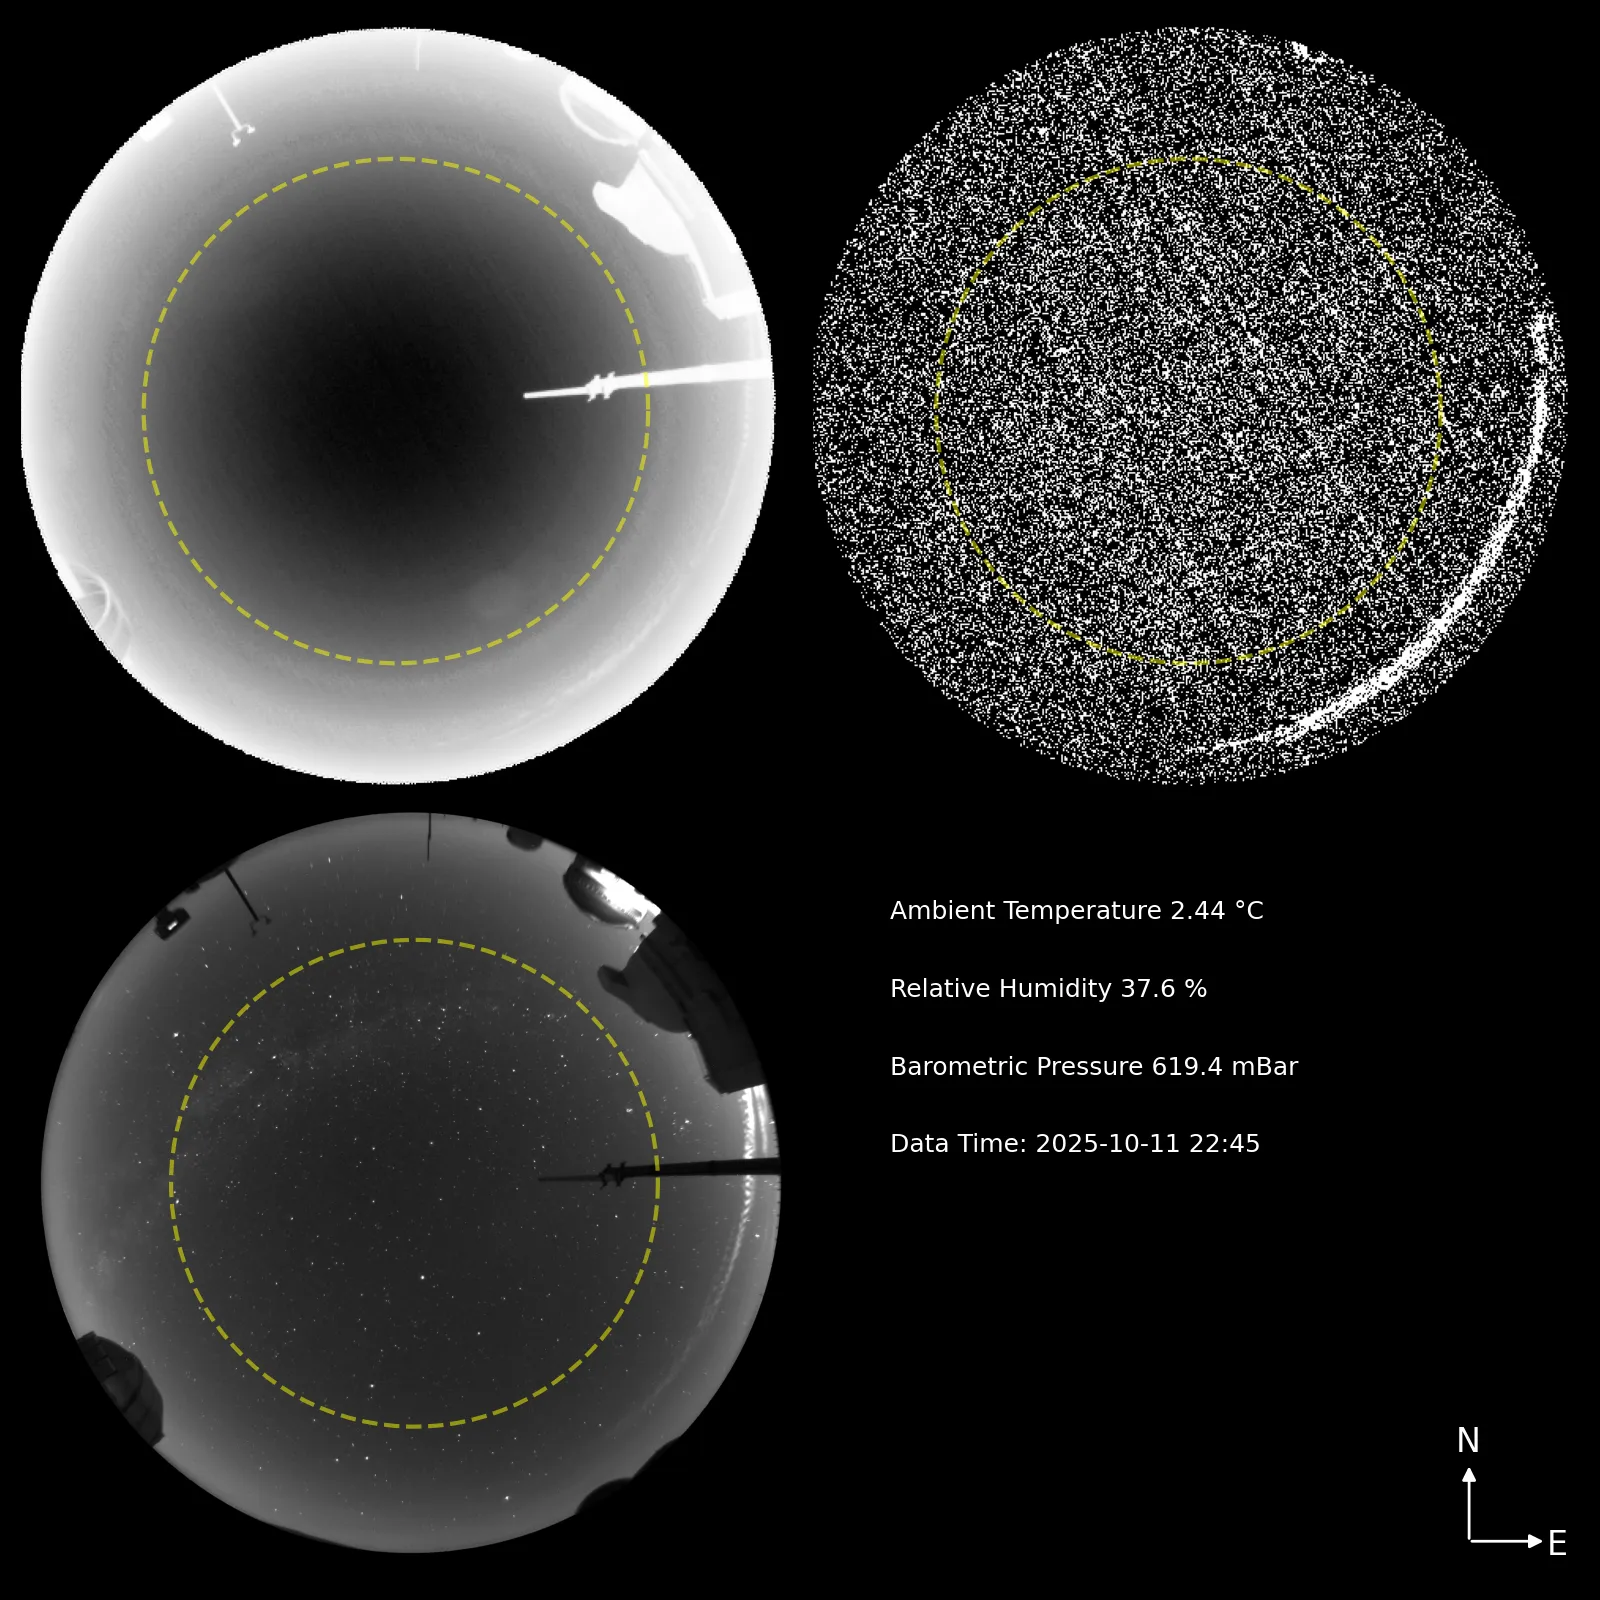 Ambient Temperature 2.44 °C
Relative Humidity 37.6 %
Barometric Pressure 619.4 mBar
Data Time: 2025-10-11 22:45
N
E